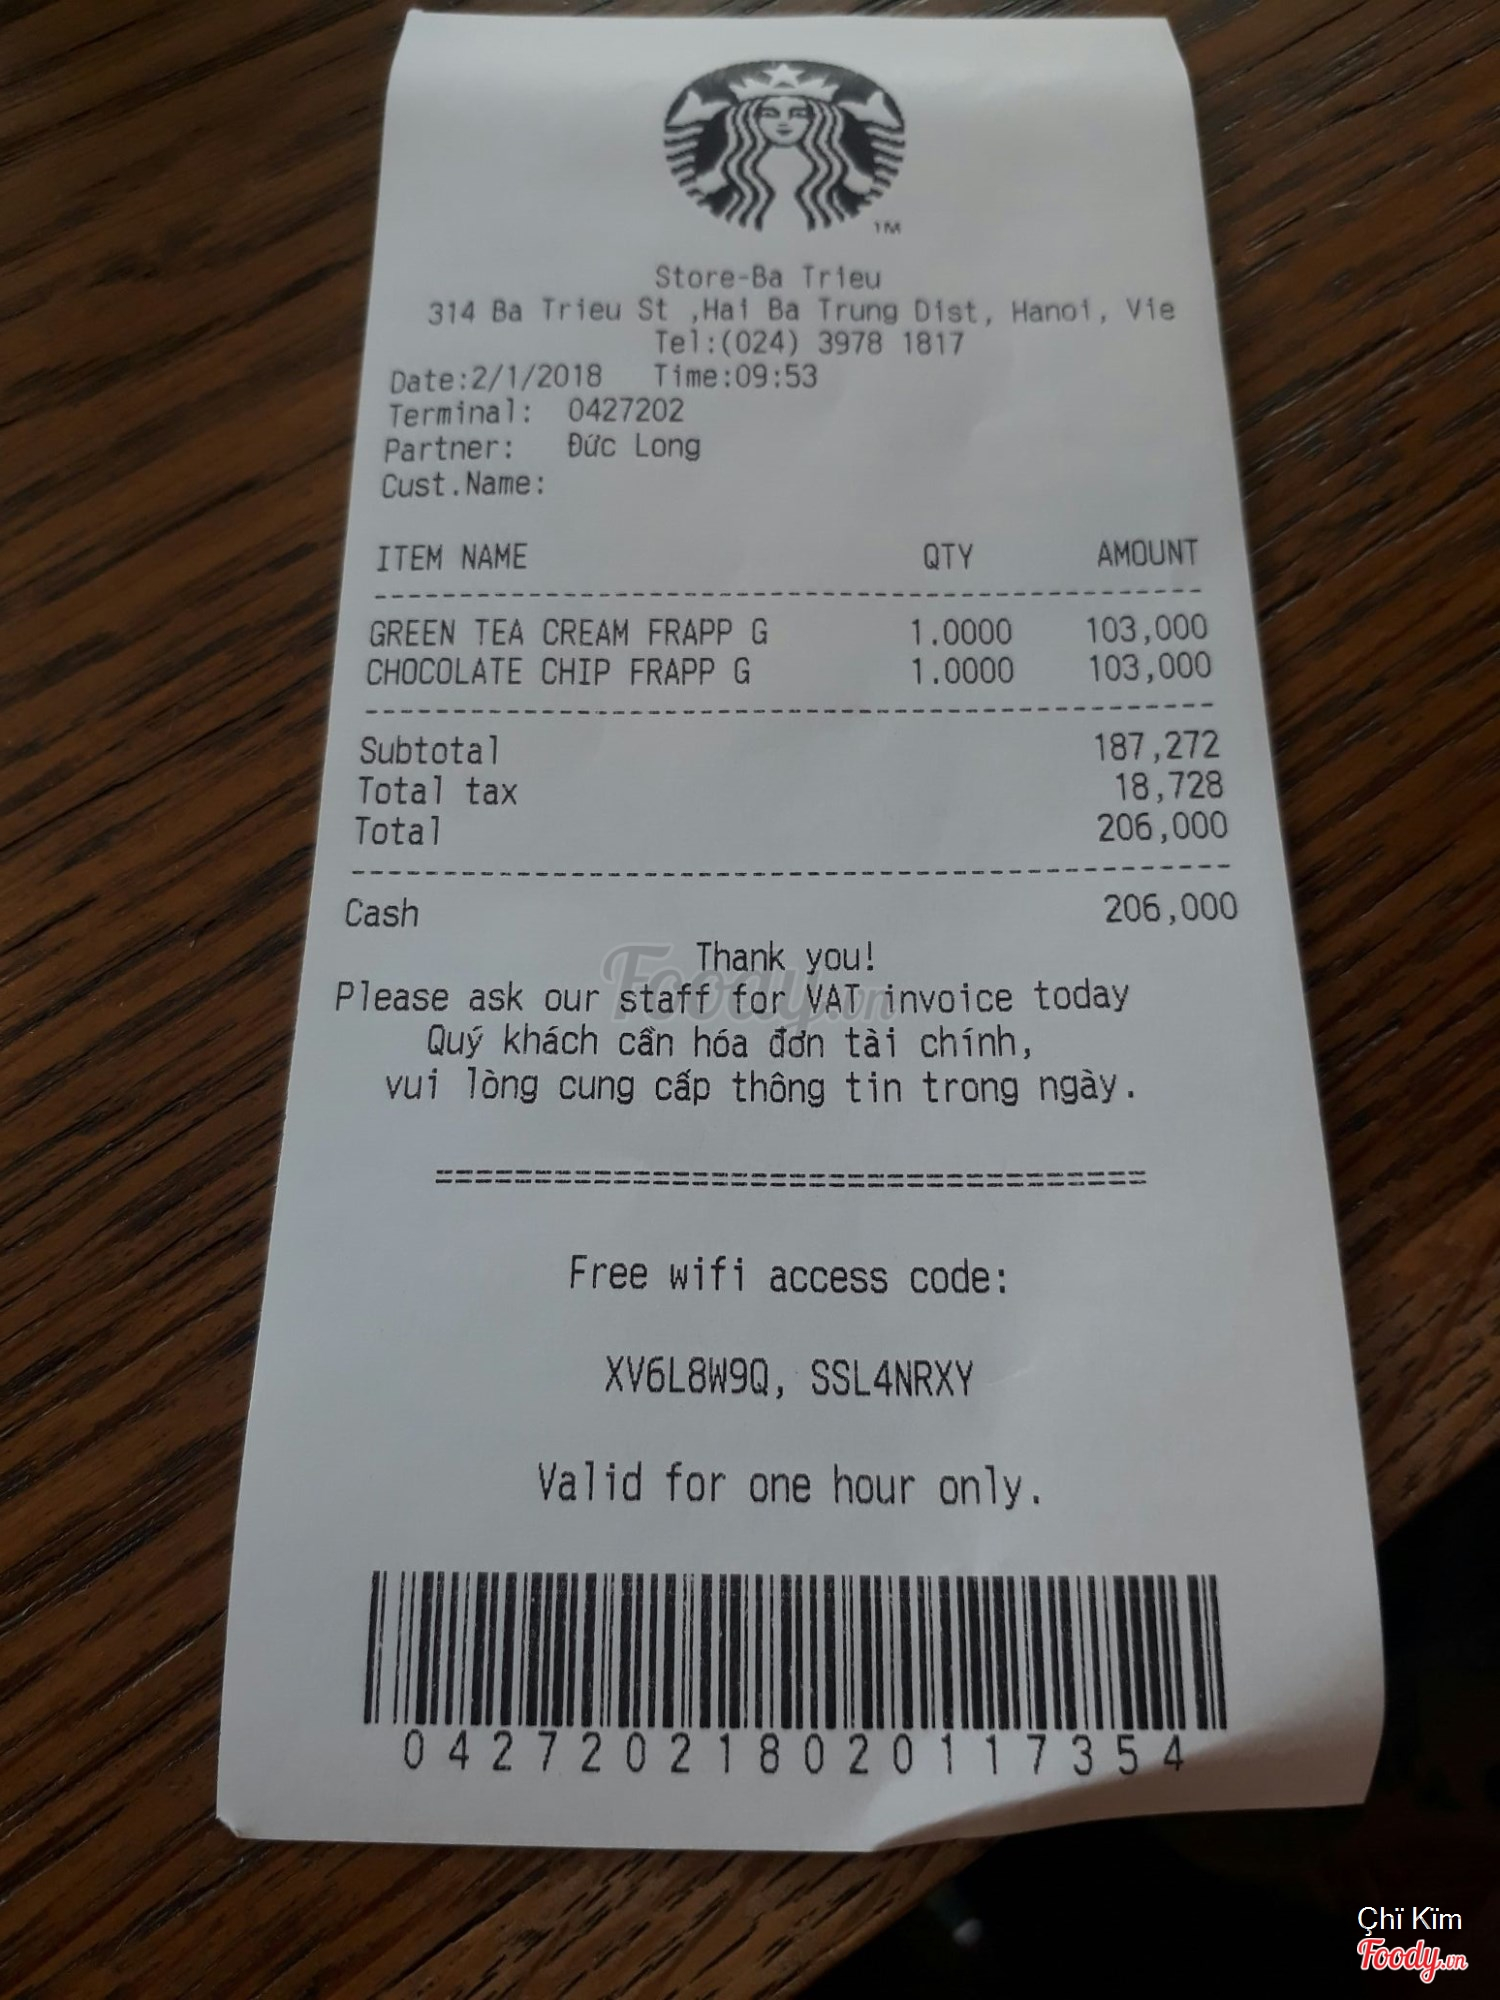 TM
Store-Ba Trieu
314 Ba Trieu St ,Hai Ba Trung Dist, Hanoi, Vie
Tel:(024) 3978 1817
Date:2/1/2018 Time:09:53
Terminal: 0427202
Partner: Đức Long
Cust.Name:
ITEM NAME QTY AMOUNT
GREEN TEA CREAM FRAPP G 1.0000 103,000
CHOCOLATE CHIP FRAPP G 1.0000 103,000
Subtotal 187,272
Total tax 18,728
Total 206,000
Cash 206,000
Thank you!
Please ask our staff for VAT invoice today
Quý khách cần hóa đơn tài chính,
vui lòng cung cấp thông tin trong ngày.
Foody.vn
Free wifi access code:
XV6L8W9Q, SSL4NRXY
Valid for one hour only.
042720218020117354
Çhï Kïm
Foody.vn